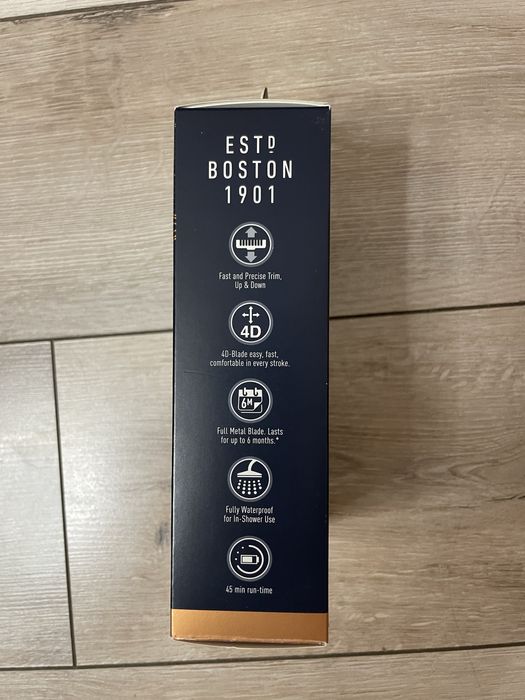 ESTD
BOSTON
1901
Fast and Precise Trim,
Up & Down
4D
4D-Blade easy, fast,
comfortable in every stroke.
6M
Full Metal Blade. Lasts
for up to 6 months.*
Fully Waterproof
for In-Shower Use
45 min run-time